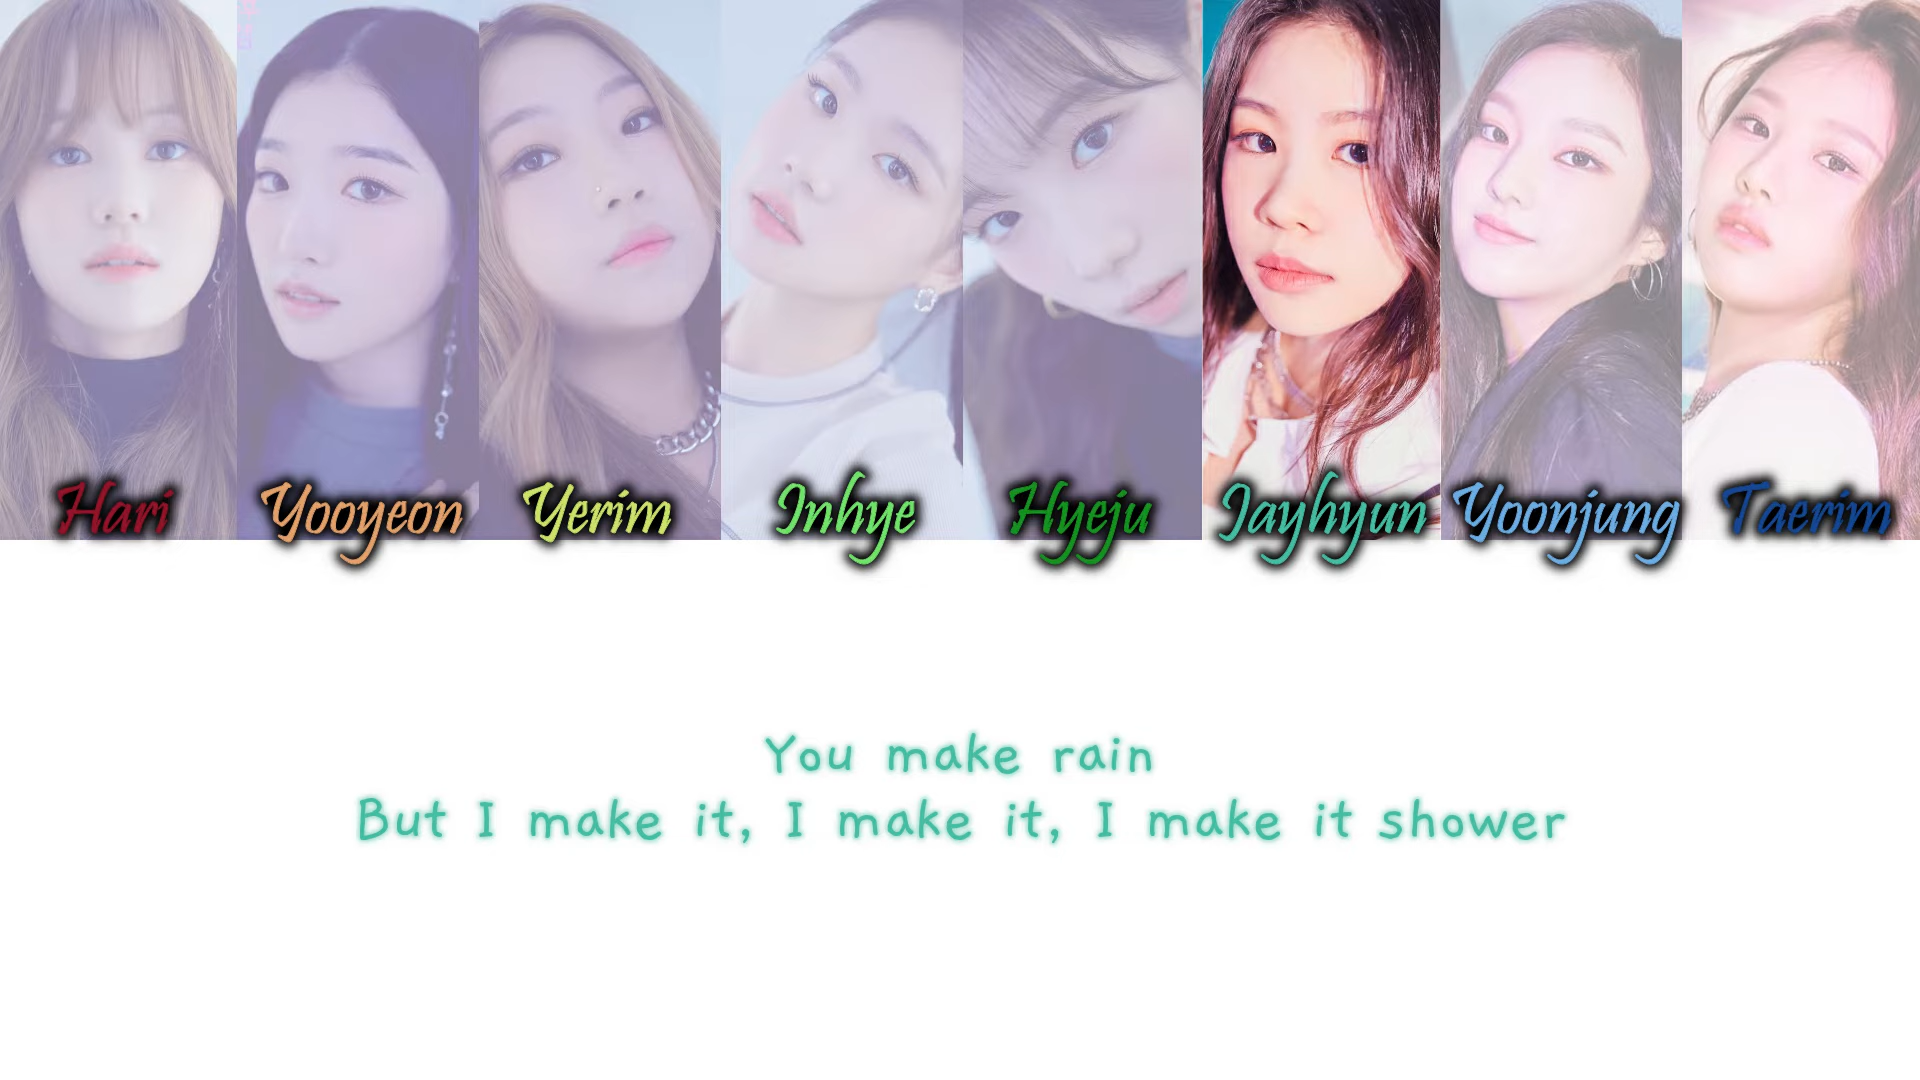 Hari Yooyeon Yerim Inhye Hyeju Jayhyun Yoonjung Taerim
You make rain
But I make it, I make it, I make it shower